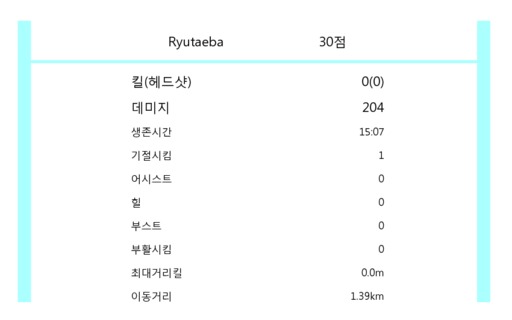 Ryutaeba 30점
킬(헤드샷) 0(0)
데미지 204
생존시간 15:07
기절시킴 1
어시스트 0
힐 0
부스트 0
부활시킴 0
최대거리킬 0.0m
이동거리 1.39km